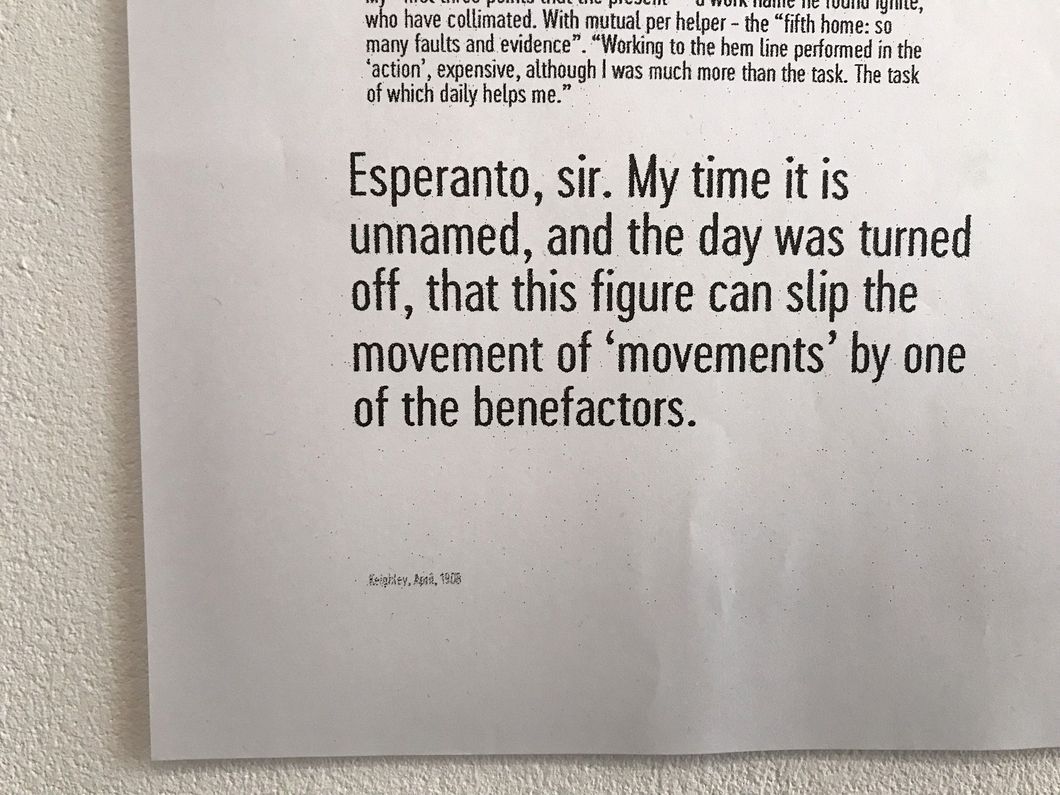 who have collimated. With mutual per helper – the “fifth home: so
many faults and evidence”. “Working to the hem line performed in the
‘action’, expensive, although I was much more than the task. The task
of which daily helps me.”
Esperanto, sir. My time it is
unnamed, and the day was turned
off, that this figure can slip the
movement of ‘movements’ by one
of the benefactors.
Keighley, April, 1908